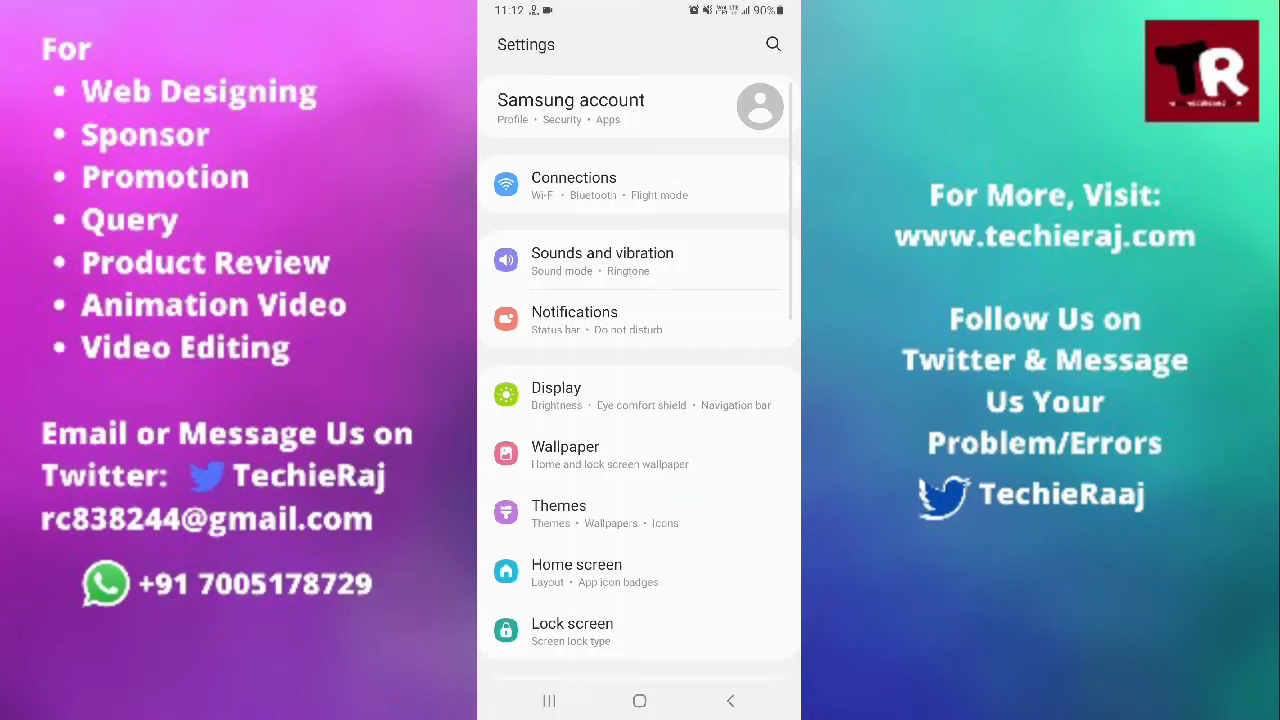 For
• Web Designing
• Sponsor
• Promotion
• Query
• Product Review
• Animation Video
• Video Editing
Email or Message Us on
Twitter: TechieRaj
rc838244@gmail.com
+91 7005178729
11:12 90%
Settings
Samsung account
Profile • Security • Apps
Connections
Wi-Fi • Bluetooth • Flight mode
Sounds and vibration
Sound mode • Ringtone
Notifications
Status bar • Do not disturb
Display
Brightness • Eye comfort shield • Navigation bar
Wallpaper
Home and lock screen wallpaper
Themes
Themes • Wallpapers • Icons
Home screen
Layout • App icon badges
Lock screen
Screen lock type
TR
For More, Visit:
www.techieraj.com
Follow Us on
Twitter & Message
Us Your
Problem/Errors
TechieRaaj